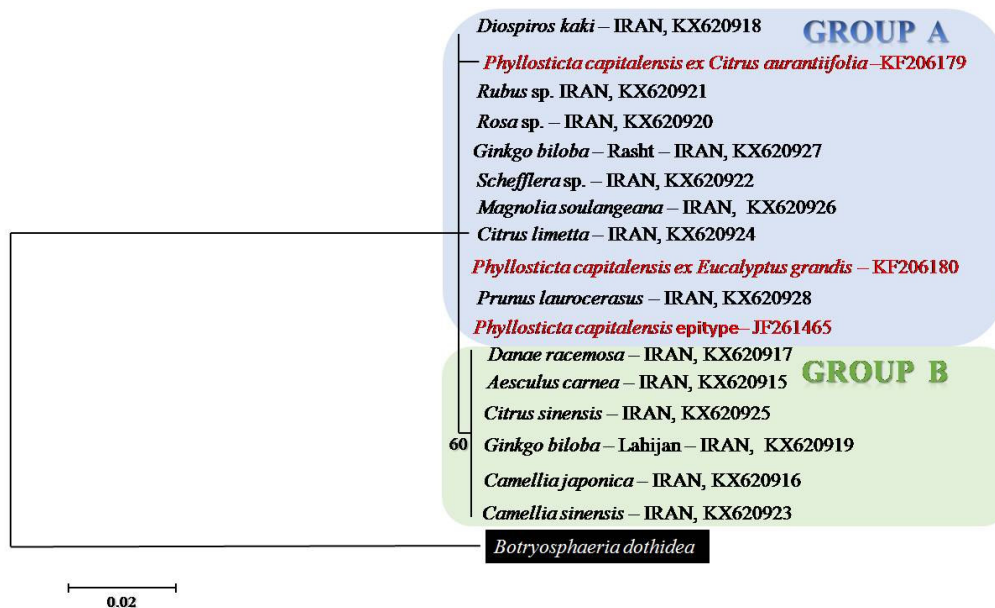 Diospiros kaki – IRAN, KX620918
GROUP A
Phyllosticta capitalensis ex Citrus aurantiifolia–KF206179
Rubus sp. IRAN, KX620921
Rosa sp. – IRAN, KX620920
Ginkgo biloba – Rasht – IRAN, KX620927
Schefflera sp. – IRAN, KX620922
Magnolia soulangeana – IRAN, KX620926
Citrus limetta – IRAN, KX620924
Phyllosticta capitalensis ex Eucalyptus grandis – KF206180
Prunus laurocerasus – IRAN, KX620928
Phyllosticta capitalensis epitype– JF261465
Danae racemosa – IRAN, KX620917
GROUP B
Aesculus carnea – IRAN, KX620915
Citrus sinensis – IRAN, KX620925
60
Ginkgo biloba – Lahijan – IRAN, KX620919
Camellia japonica – IRAN, KX620916
Camellia sinensis – IRAN, KX620923
Botryosphaeria dothidea
0.02